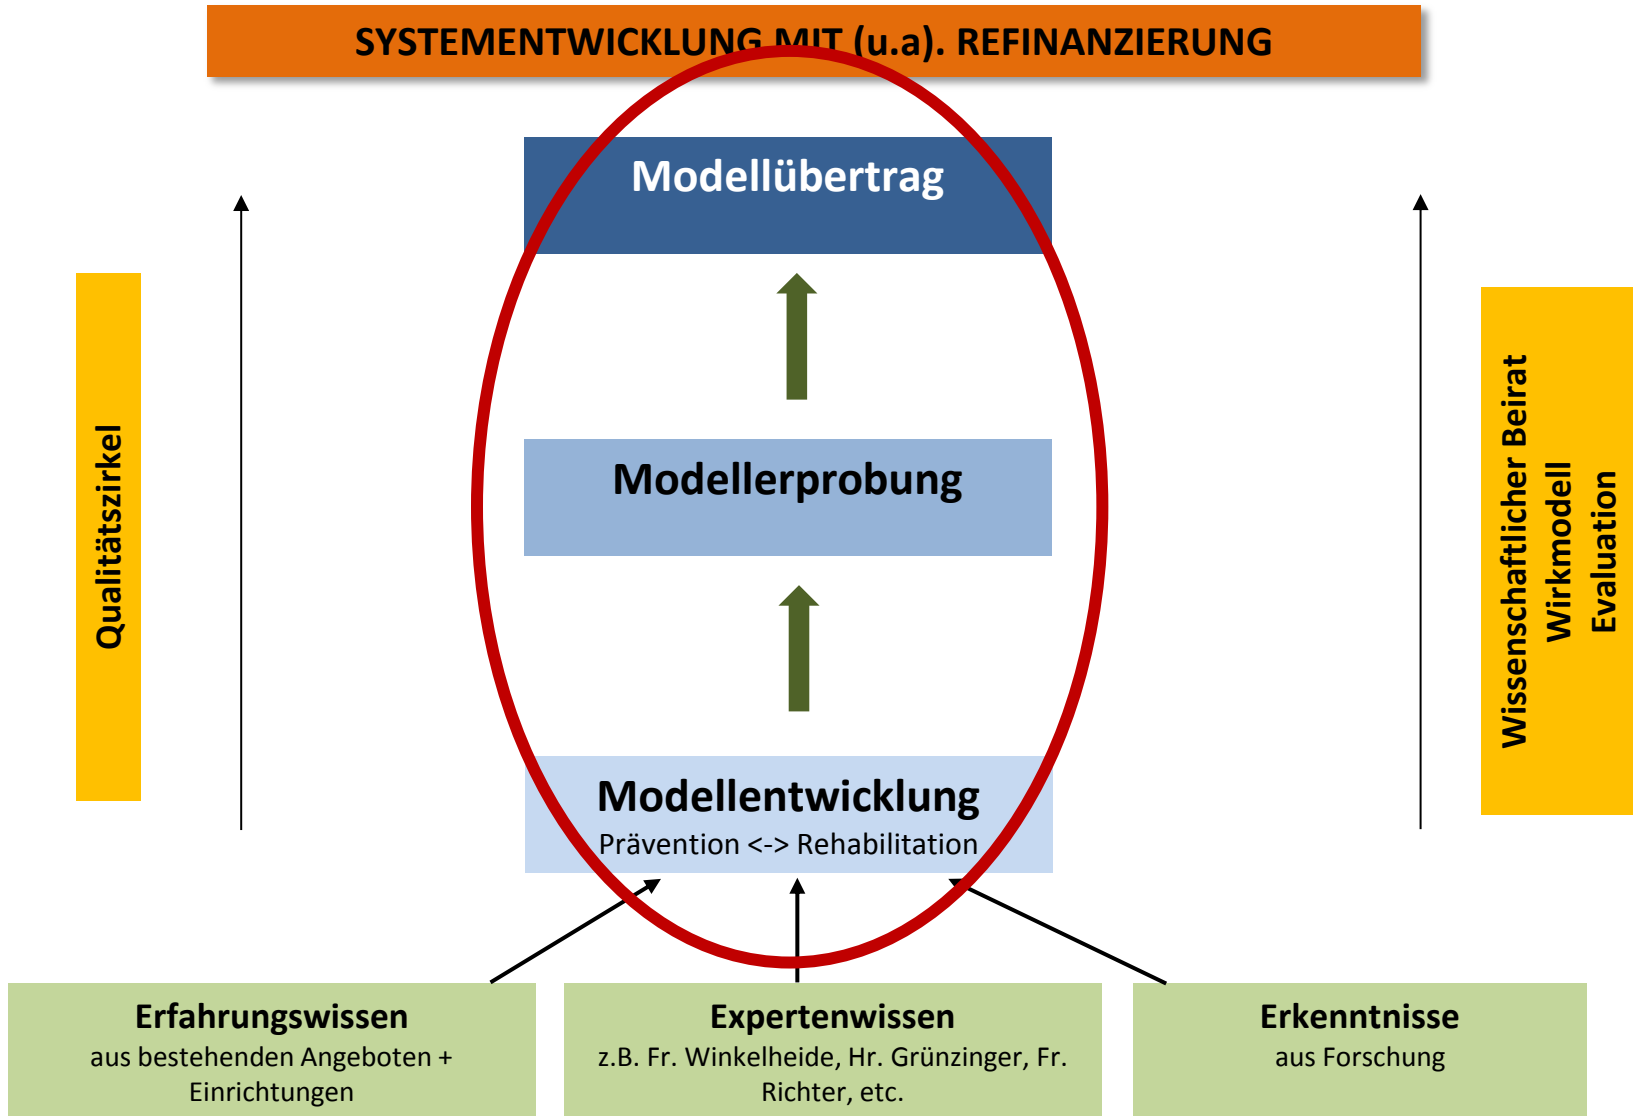 SYSTEMENTWICKLUNG MIT (u.a). REFINANZIERUNG
Modellübertrag
Qualitätszirkel
Modellerprobung
Wissenschaftlicher Beirat
Wirkmodell
Evaluation
Modellentwicklung
Prävention <-> Rehabilitation
Erfahrungswissen
aus bestehenden Angeboten +
Einrichtungen
Expertenwissen
z.B. Fr. Winkelheide, Hr. Grünzinger, Fr.
Richter, etc.
Erkenntnisse
aus Forschung